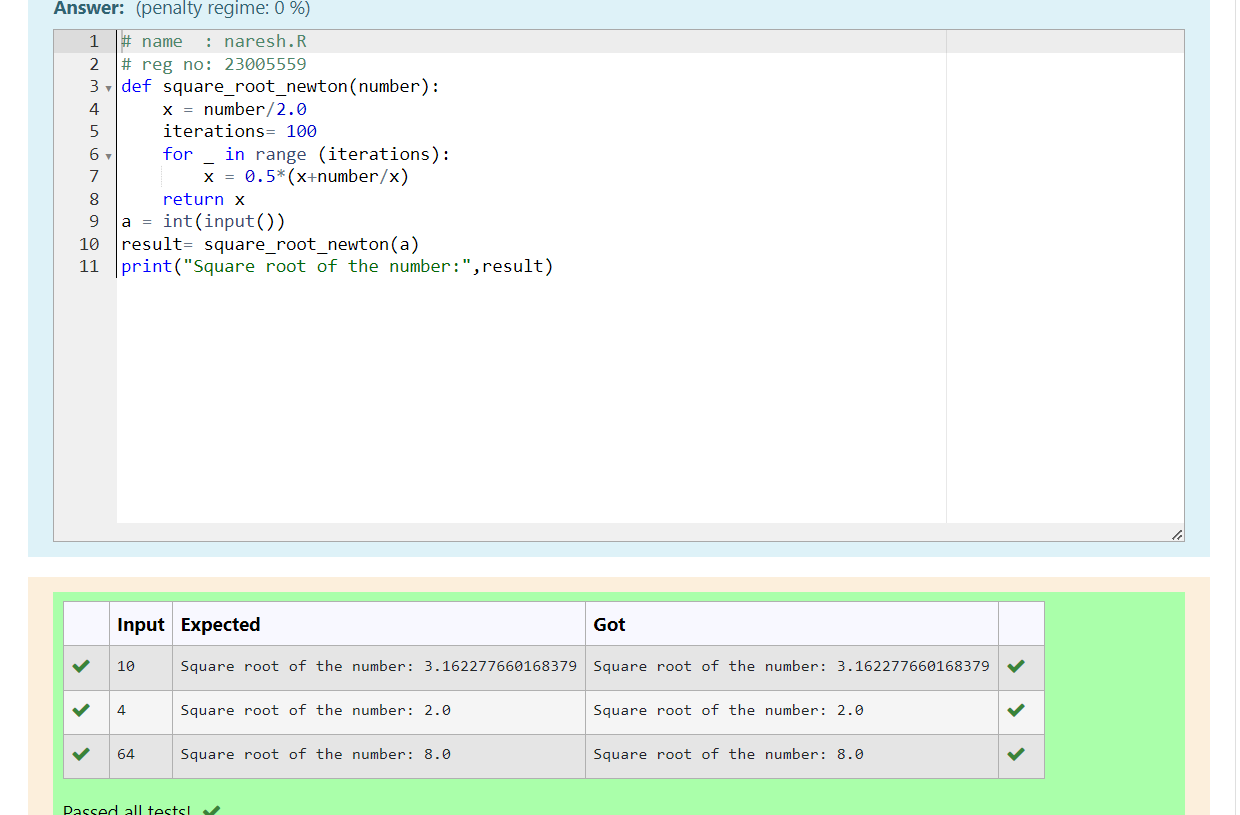 Answer: (penalty regime: 0 %)
1 # name  : naresh.R
2 # reg no: 23005559
3 def square_root_newton(number):
4     x = number/2.0
5     iterations= 100
6     for _ in range (iterations):
7         x = 0.5*(x+number/x)
8     return x
9 a = int(input())
10 result= square_root_newton(a)
11 print("Square root of the number:",result)
Input Expected Got
10 Square root of the number: 3.162277660168379 Square root of the number: 3.162277660168379
4 Square root of the number: 2.0 Square root of the number: 2.0
64 Square root of the number: 8.0 Square root of the number: 8.0
Passed all tests!